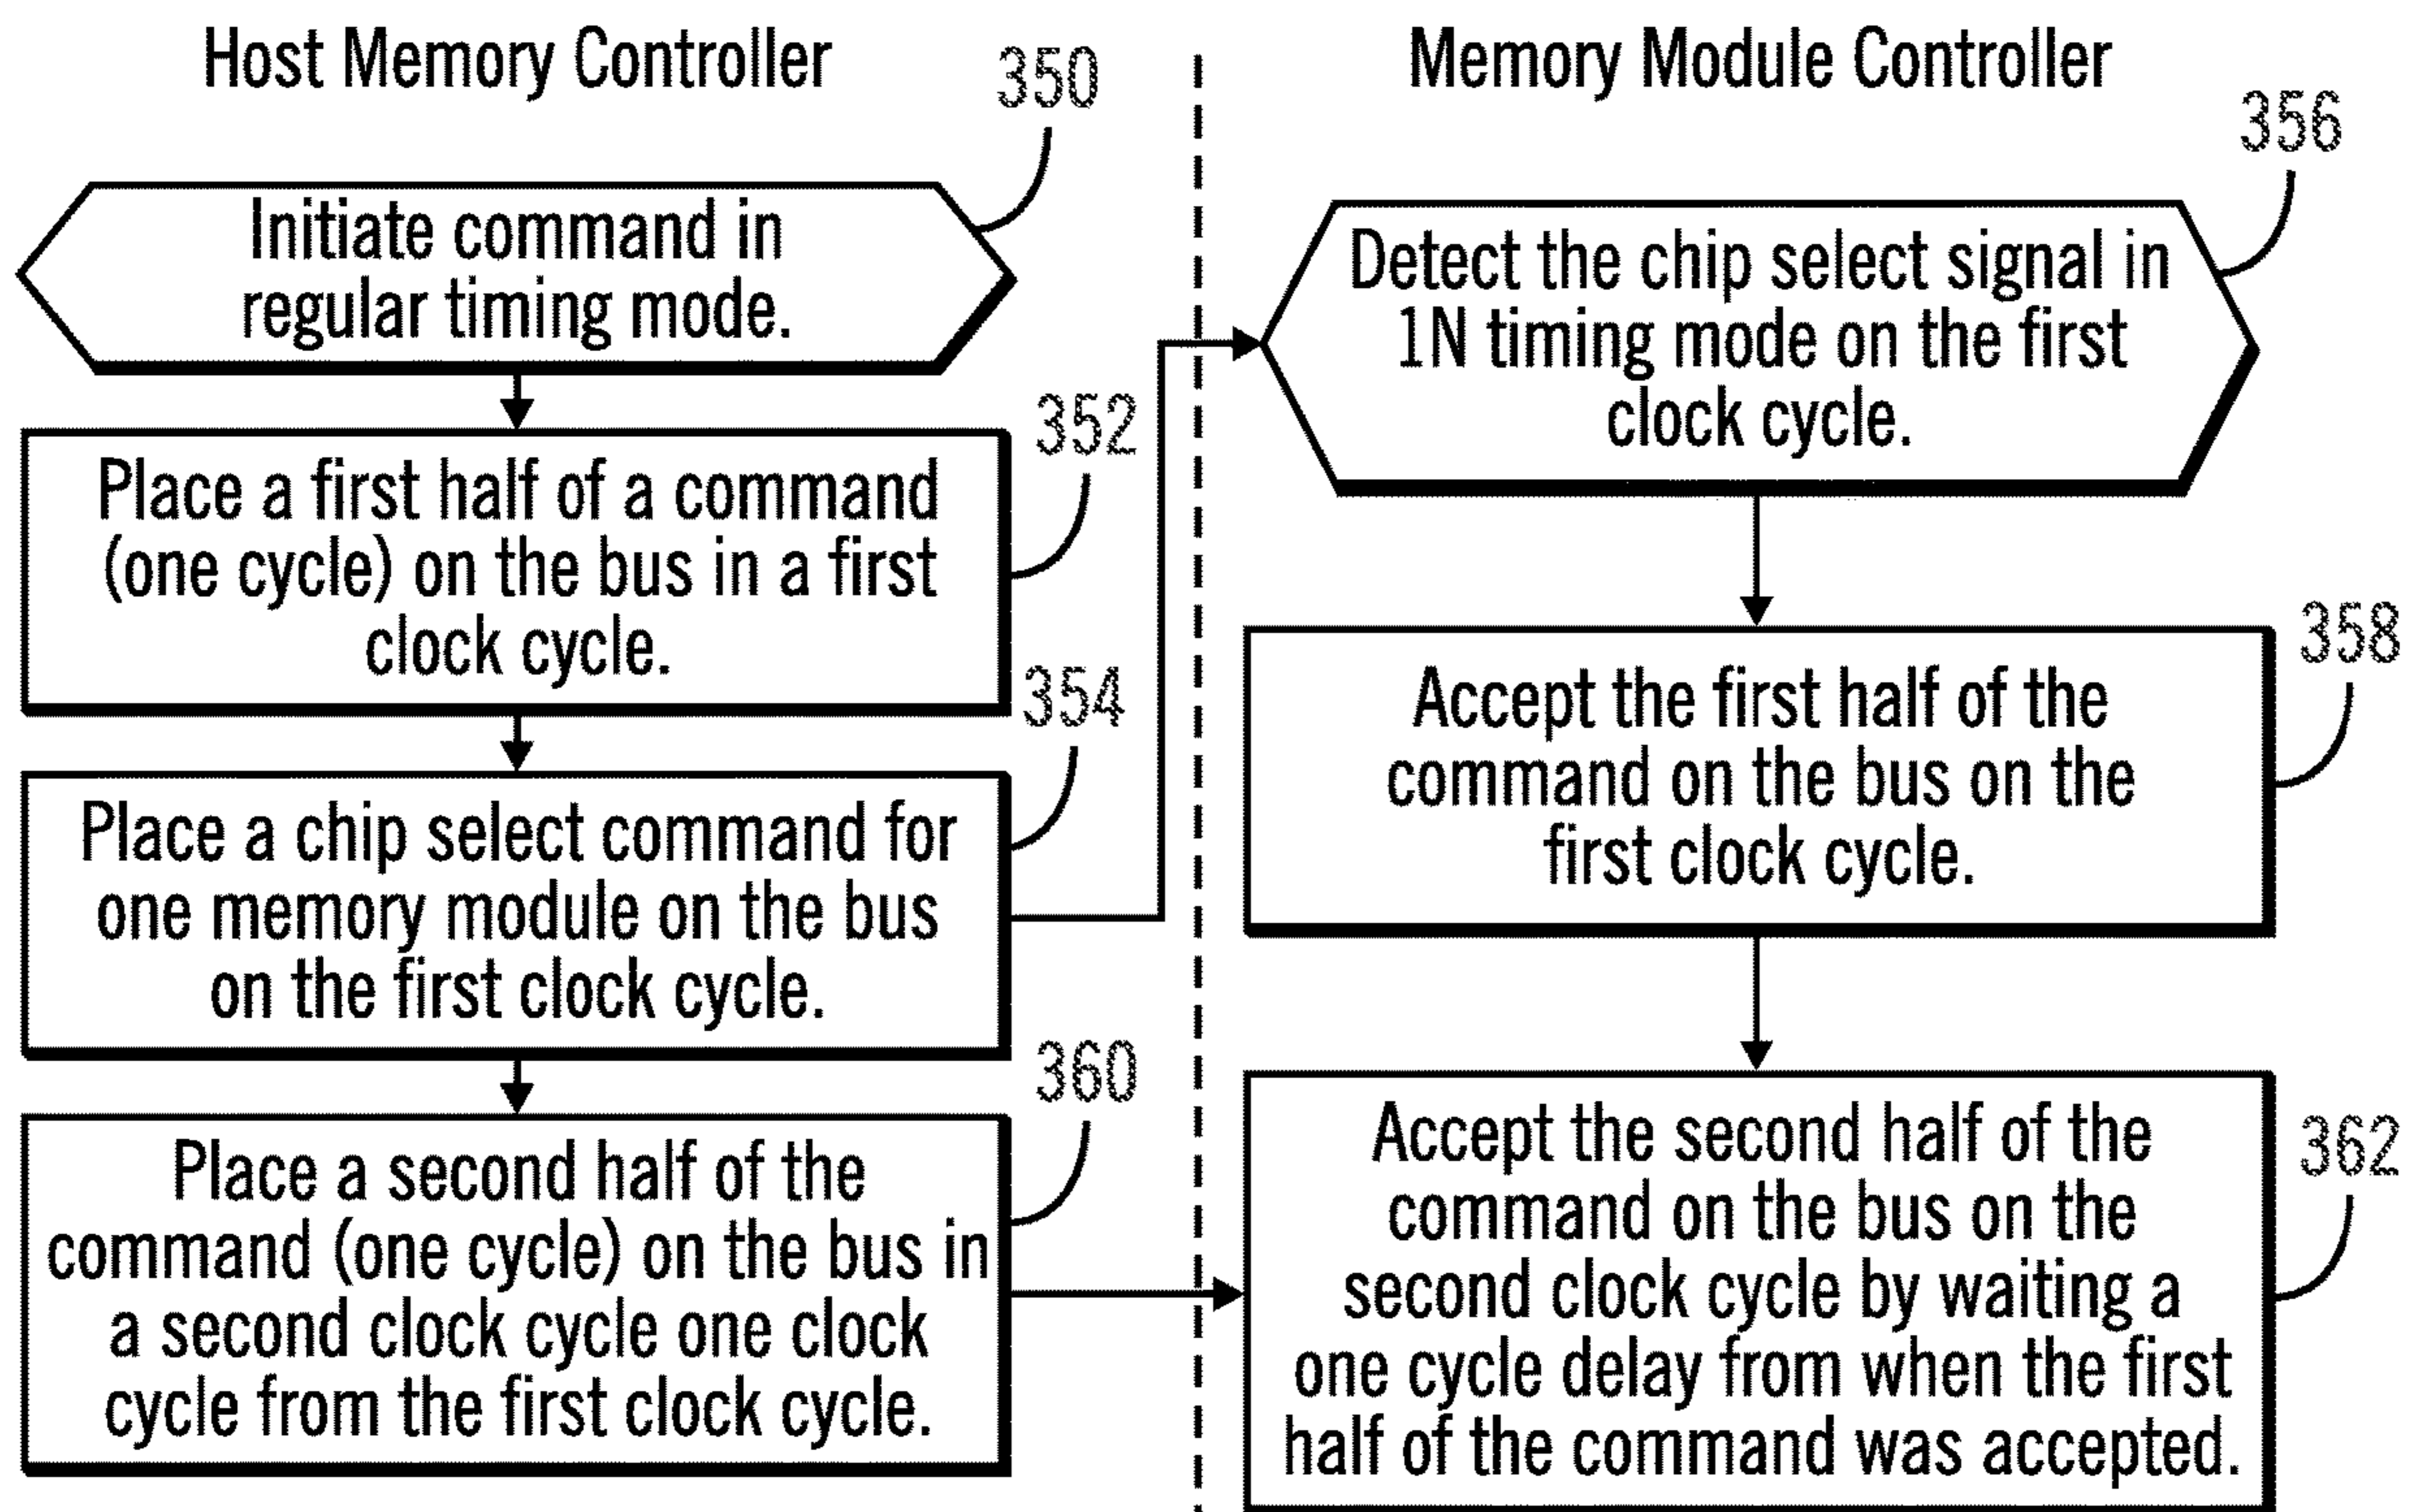 Host Memory Controller
350
Initiate command in
regular timing mode.
352
Place a first half of a command
(one cycle) on the bus in a first
clock cycle.
354
Place a chip select command for
one memory module on the bus
on the first clock cycle.
360
Place a second half of the
command (one cycle) on the bus in
a second clock cycle one clock
cycle from the first clock cycle.
Memory Module Controller
356
Detect the chip select signal in
1N timing mode on the first
clock cycle.
358
Accept the first half of the
command on the bus on the
first clock cycle.
362
Accept the second half of the
command on the bus on the
second clock cycle by waiting a
one cycle delay from when the first
half of the command was accepted.